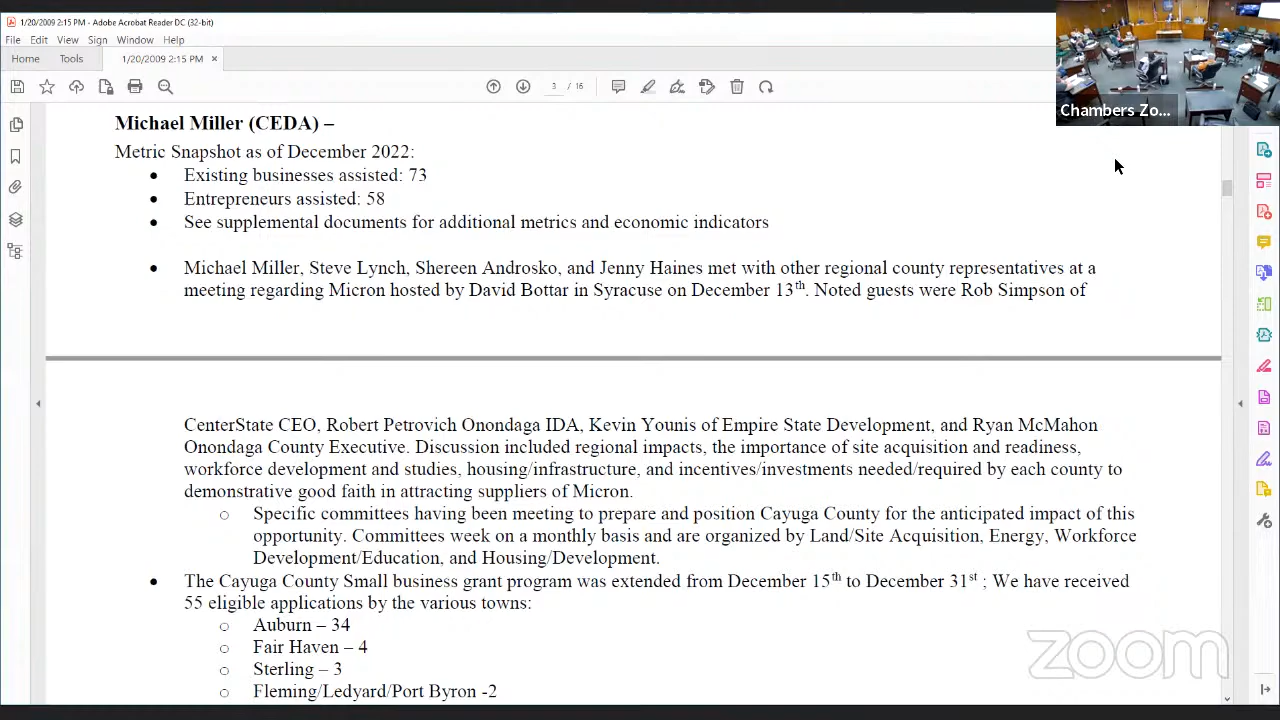 1/20/2009 2:15 PM - Adobe Acrobat Reader DC (32-bit)
File Edit View Sign Window Help
Home Tools 1/20/2009 2:15 PM ×
3 / 16
Chambers Zo...
Michael Miller (CEDA) –
Metric Snapshot as of December 2022:
• Existing businesses assisted: 73
• Entrepreneurs assisted: 58
• See supplemental documents for additional metrics and economic indicators
• Michael Miller, Steve Lynch, Shereen Androsko, and Jenny Haines met with other regional county representatives at a
meeting regarding Micron hosted by David Bottar in Syracuse on December 13th. Noted guests were Rob Simpson of
CenterState CEO, Robert Petrovich Onondaga IDA, Kevin Younis of Empire State Development, and Ryan McMahon
Onondaga County Executive. Discussion included regional impacts, the importance of site acquisition and readiness,
workforce development and studies, housing/infrastructure, and incentives/investments needed/required by each county to
demonstrative good faith in attracting suppliers of Micron.
○ Specific committees having been meeting to prepare and position Cayuga County for the anticipated impact of this
opportunity. Committees week on a monthly basis and are organized by Land/Site Acquisition, Energy, Workforce
Development/Education, and Housing/Development.
• The Cayuga County Small business grant program was extended from December 15th to December 31st ; We have received
55 eligible applications by the various towns:
○ Auburn – 34
○ Fair Haven – 4
○ Sterling – 3
○ Fleming/Ledyard/Port Byron -2
zoom